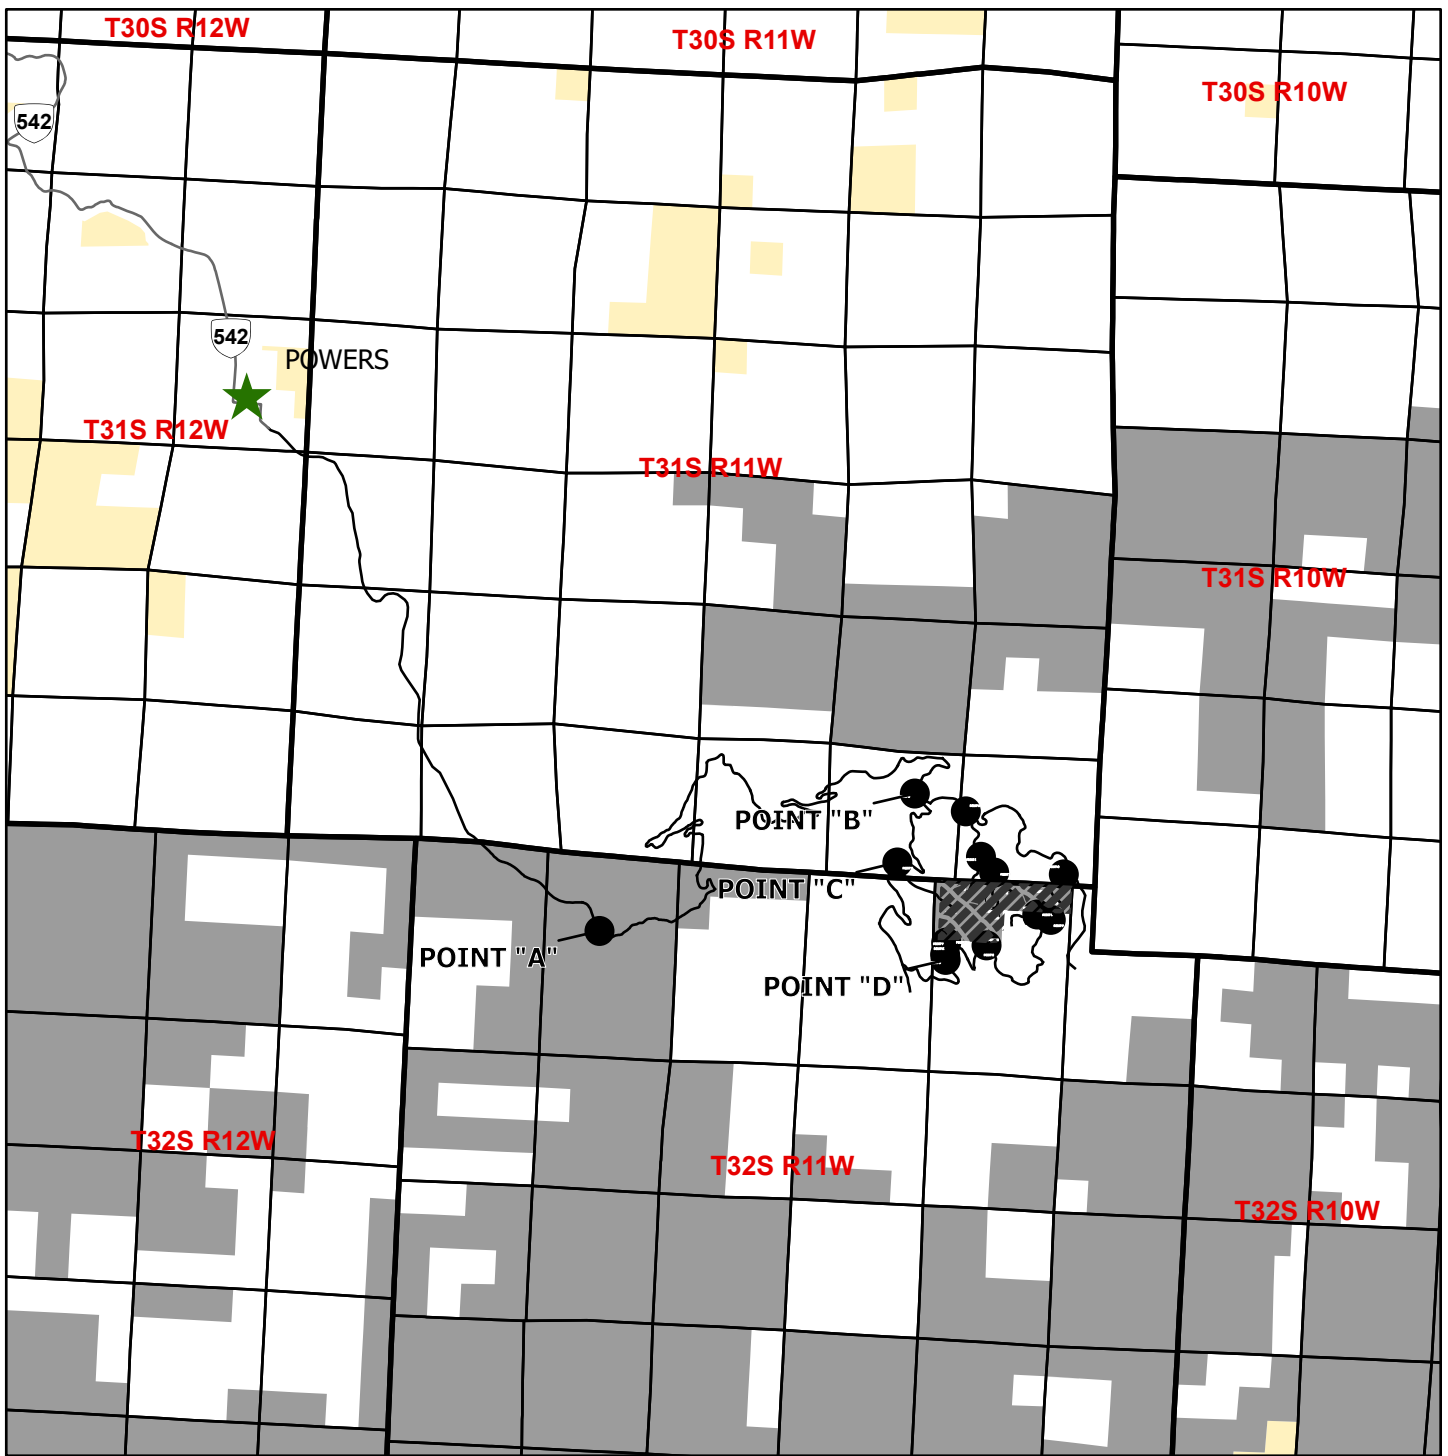 T30S R12W
T30S R11W
T30S R10W
542
542
POWERS
T31S R12W
T31S R11W
T31S R10W
POINT "B"
POINT "C"
POINT "A"
POINT "D"
T32S R12W
T32S R11W
T32S R10W